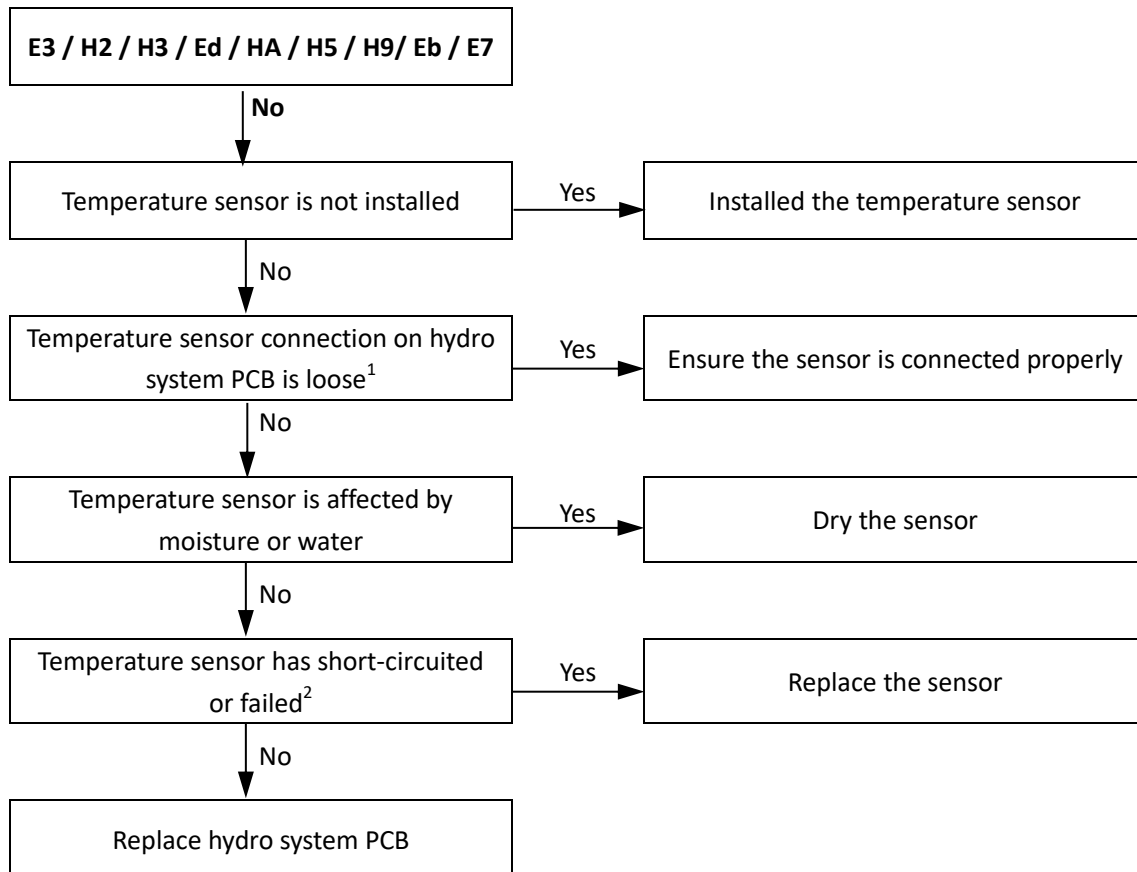 E3 / H2 / H3 / Ed / HA / H5 / H9/ Eb / E7
No
Temperature sensor is not installed
Yes
Installed the temperature sensor
No
Temperature sensor connection on hydro
system PCB is loose1
Yes
Ensure the sensor is connected properly
No
Temperature sensor is affected by
moisture or water
Yes
Dry the sensor
No
Temperature sensor has short-circuited
or failed2
Yes
Replace the sensor
No
Replace hydro system PCB